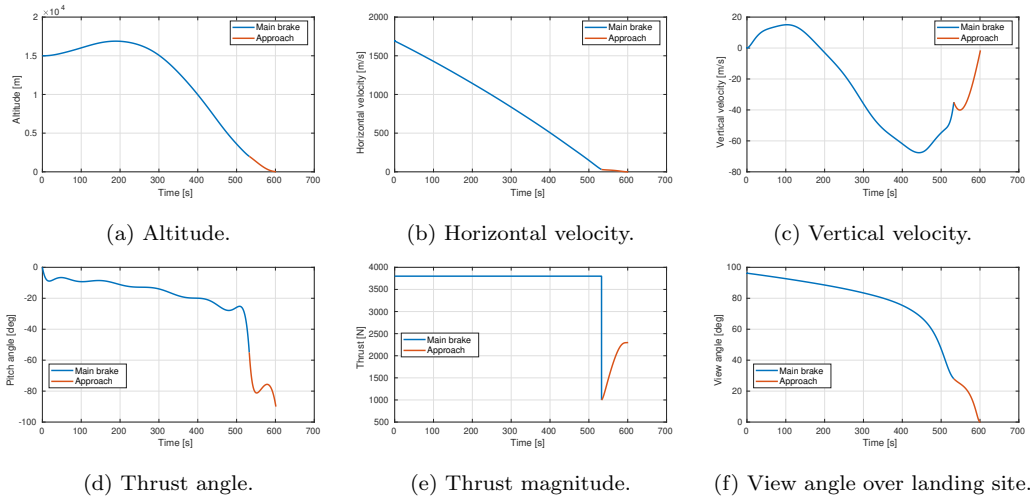 ×10⁴
2
1.5
1
0.5
0
Altitude [m]
0 100 200 300 400 500 600 700
Time [s]
Main brake
Approach
(a) Altitude.
2000
1500
1000
500
0
Horizontal velocity [m/s]
0 100 200 300 400 500 600 700
Time [s]
Main brake
Approach
(b) Horizontal velocity.
20
0
-20
-40
-60
-80
Vertical velocity [m/s]
0 100 200 300 400 500 600 700
Time [s]
Main brake
Approach
(c) Vertical velocity.
0
-20
-40
-60
-80
-100
Pitch angle [deg]
0 100 200 300 400 500 600 700
Time [s]
Main brake
Approach
(d) Thrust angle.
4000
3500
3000
2500
2000
1500
1000
500
Thrust [N]
0 100 200 300 400 500 600 700
Time [s]
Main brake
Approach
(e) Thrust magnitude.
100
80
60
40
20
0
View angle [deg]
0 100 200 300 400 500 600 700
Time [s]
Main brake
Approach
(f) View angle over landing site.